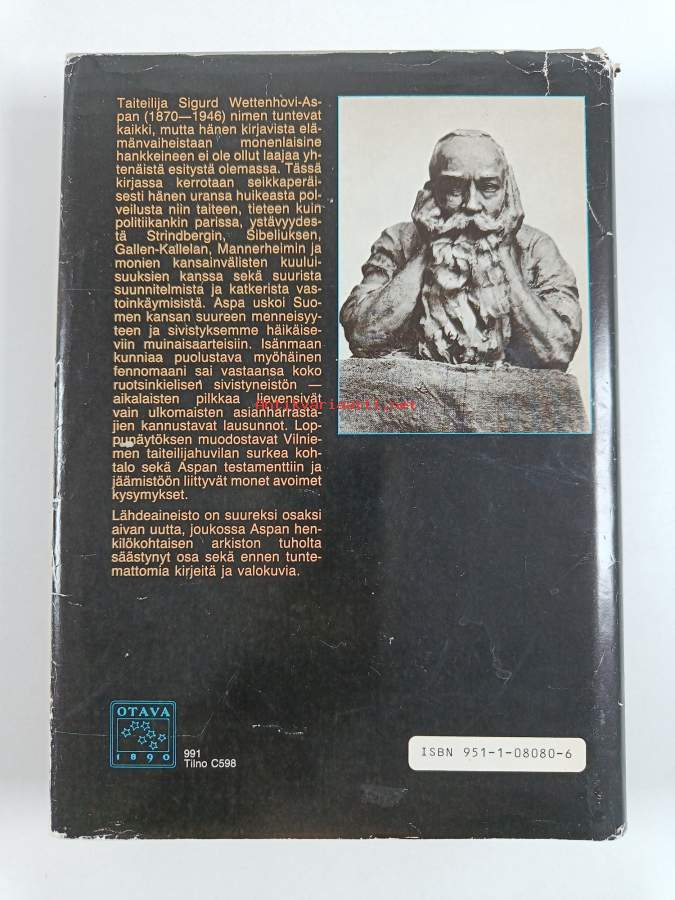 Taiteilija Sigurd Wettenhovi-As-
pan (1870—1946) nimen tuntevat
kaikki, mutta hänen kirjavista elä-
mänvaiheistaan monenlaisine
hankkeineen ei ole ollut laajaa yh-
tenäistä esitystä olemassa. Tässä
kirjassa kerrotaan seikkaperäi-
sesti hänen uransa huikeasta pol-
veilusta niin taiteen, tieteen kuin
politiikankin parissa, ystävyydes-
tä Strindbergin, Sibeliuksen,
Gallen-Kallelan, Mannerheimin ja
monien kansainvälisten kuului-
suuksien kanssa sekä suurista
suunnitelmista ja katkerista vas-
toinkäymisistä. Aspa uskoi Suo-
men kansan suureen menneisyy-
teen ja sivistyksemme häikäise-
viin muinaisaarteisiin. Isänmaan
kunniaa puolustava myöhäinen
fennomaani sai vastaansa koko
ruotsinkielisen sivistyneistön —
aikalaisten pilkkaa lievensivät
vain ulkomaisten asianharrasta-
jien kannustavat lausunnot. Lop-
punäytöksen muodostavat Vilnie-
men taiteilijahuvilan surkea koh-
talo sekä Aspan testamenttiin ja
jäämistöön liittyvät monet avoimet
kysymykset.
Lähdeaineisto on suureksi osaksi
aivan uutta, joukossa Aspan hen-
kilökohtaisen arkiston tuholta
säästynyt osa sekä ennen tunte-
mattomia kirjeitä ja valokuvia.
antikvariaatti.net
OTAVA
1890
991
Tilno C598
ISBN 951-1-08080-6